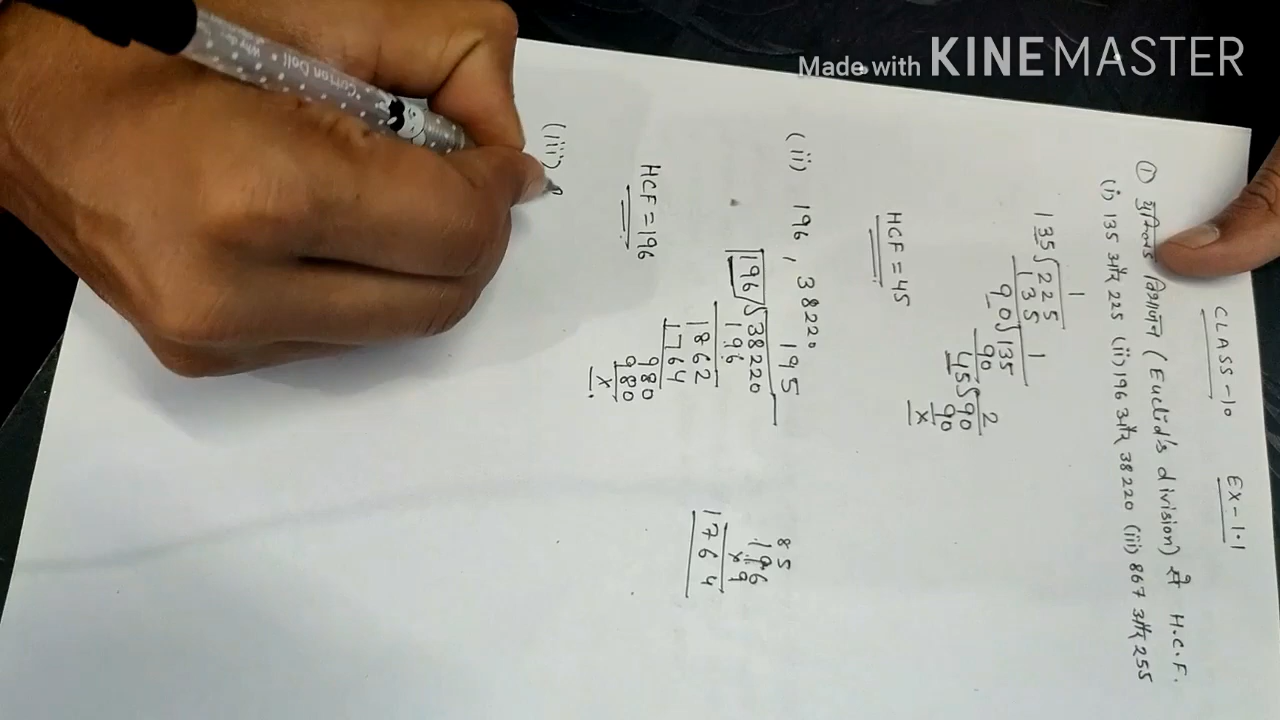 Made with KINEMASTER
CLASS-10 EX-1.1
① युक्लिड विभाजन (Euclid's division) से H.C.F.
(i) 135 और 225 (ii) 196 और 38220 (iii) 867 और 255
1
135)225
135 1
90)135
90 2
45)90
90
x
HCF = 45
(ii) 196, 38220
195
196)38220
196
1862
1764
980
980
x
85
196
x9
1764
HCF = 196
(iii)